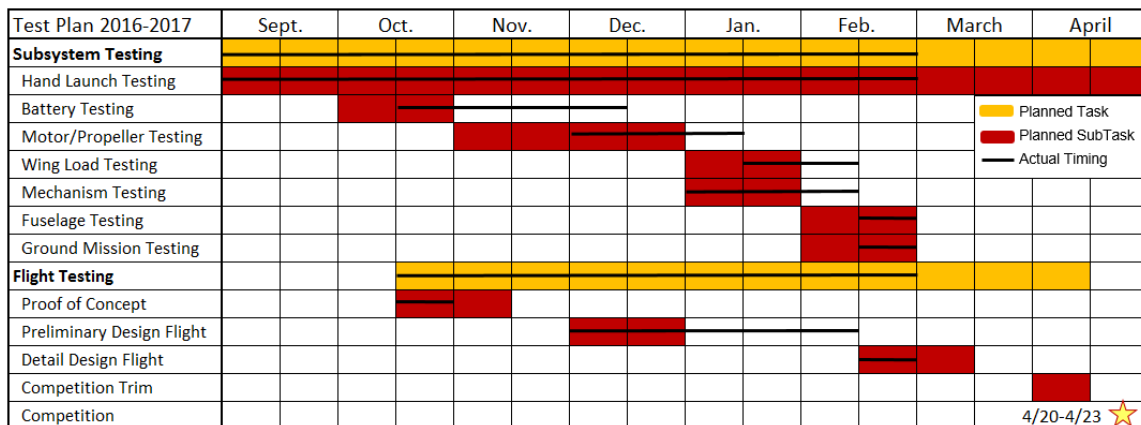 Test Plan 2016-2017 Sept. Oct. Nov. Dec. Jan. Feb. March April
Subsystem Testing
Hand Launch Testing
Battery Testing
Motor/Propeller Testing
Wing Load Testing
Mechanism Testing
Fuselage Testing
Ground Mission Testing
Flight Testing
Proof of Concept
Preliminary Design Flight
Detail Design Flight
Competition Trim
Competition 4/20-4/23
Planned Task
Planned SubTask
Actual Timing